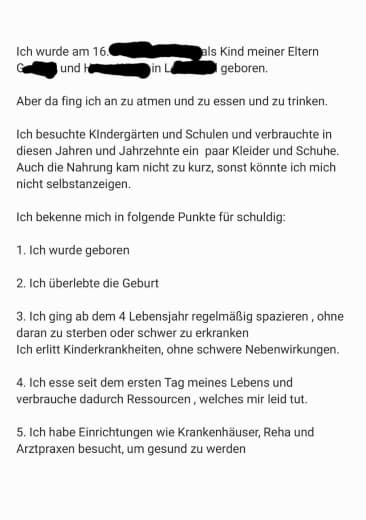 Ich wurde am 16. als Kind meiner Eltern
und in geboren.
Aber da fing ich an zu atmen und zu essen und zu trinken.
Ich besuchte KIndergärten und Schulen und verbrauchte in
diesen Jahren und Jahrzehnte ein  paar Kleider und Schuhe.
Auch die Nahrung kam nicht zu kurz, sonst könnte ich mich
nicht selbstanzeigen.
Ich bekenne mich in folgende Punkte für schuldig:
1. Ich wurde geboren
2. Ich überlebte die Geburt
3. Ich ging ab dem 4 Lebensjahr regelmäßig spazieren , ohne
daran zu sterben oder schwer zu erkranken
Ich erlitt Kinderkrankheiten, ohne schwere Nebenwirkungen.
4. Ich esse seit dem ersten Tag meines Lebens und
verbrauche dadurch Ressourcen , welches mir leid tut.
5. Ich habe Einrichtungen wie Krankenhäuser, Reha und
Arztpraxen besucht, um gesund zu werden